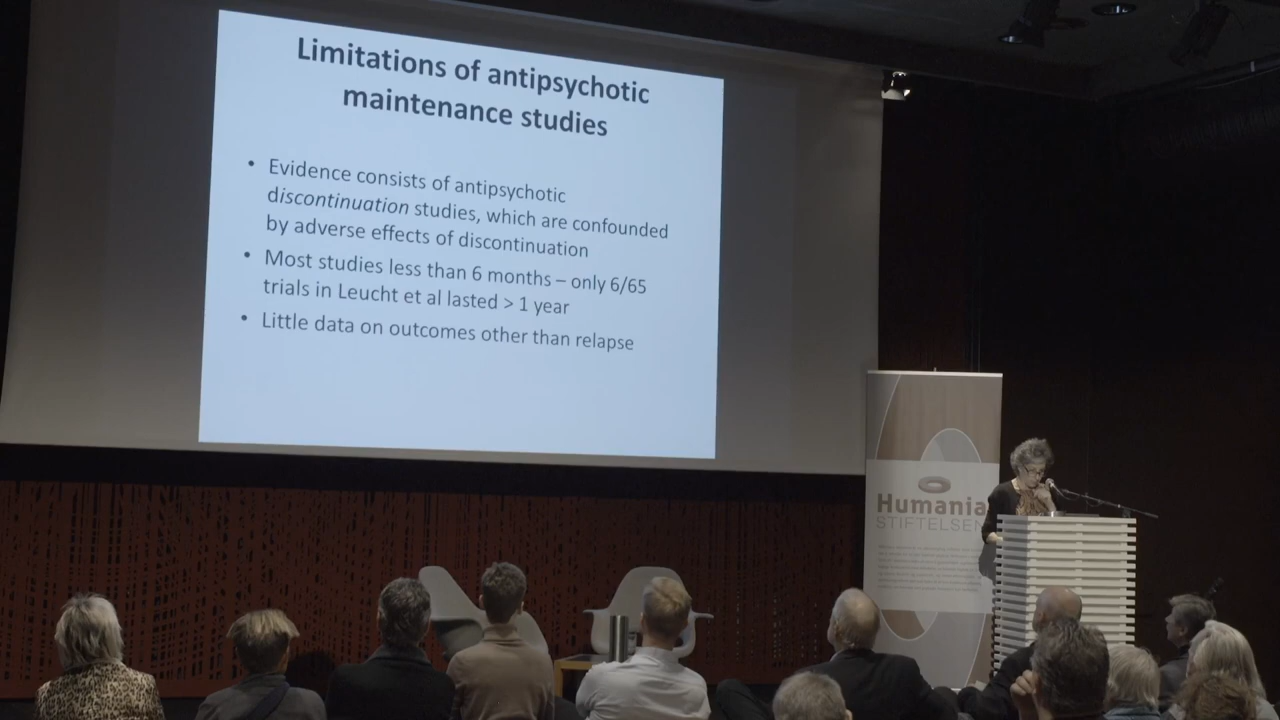 Limitations of antipsychotic
maintenance studies
• Evidence consists of antipsychotic
discontinuation studies, which are confounded
by adverse effects of discontinuation
• Most studies less than 6 months – only 6/65
trials in Leucht et al lasted > 1 year
• Little data on outcomes other than relapse
Humania
STIFTELSEN